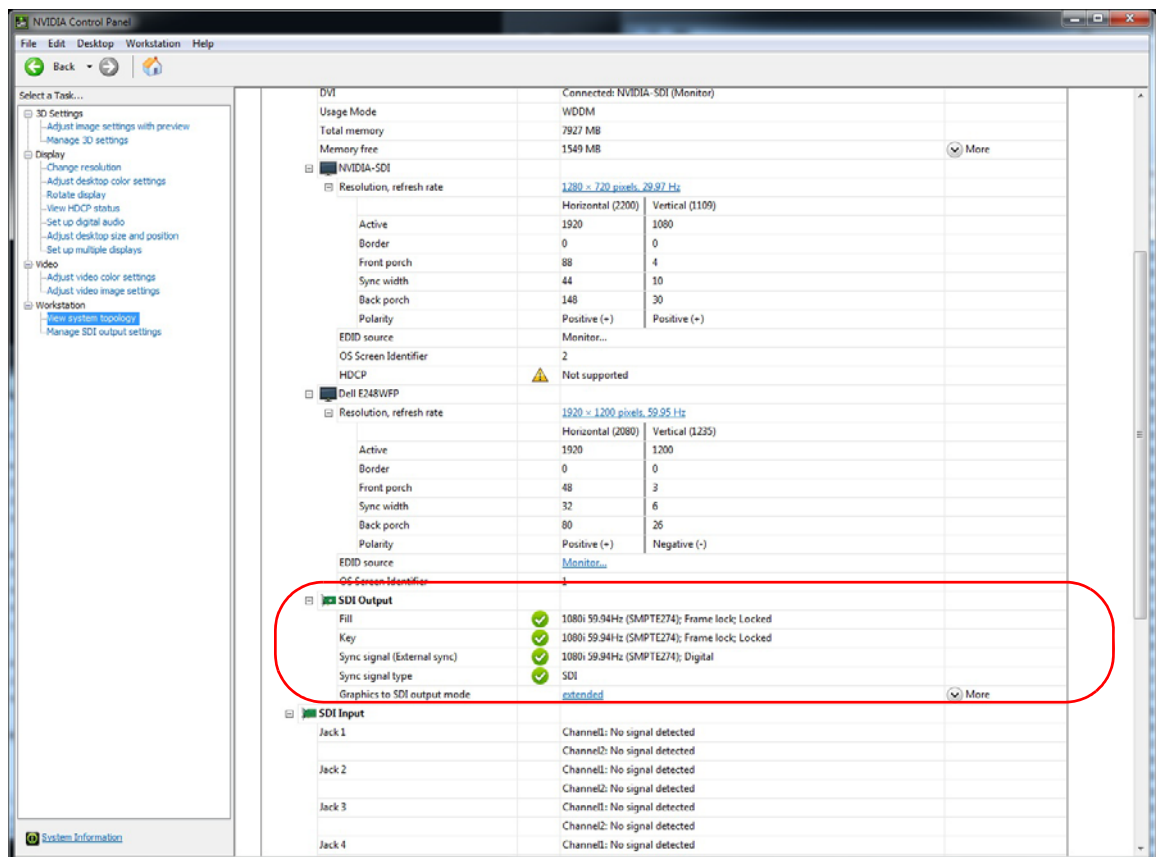 NVIDIA Control Panel
File Edit Desktop Workstation Help
Back
Select a Task...
3D Settings
Adjust image settings with preview
Manage 3D settings
Display
Change resolution
Adjust desktop color settings
Rotate display
View HDCP status
Set up digital audio
Adjust desktop size and position
Set up multiple displays
Video
Adjust video color settings
Adjust video image settings
Workstation
View system topology
Manage SDI output settings
System Information
DVI Connected: NVIDIA-SDI (Monitor)
Usage Mode WDDM
Total memory 7927 MB
Memory free 1549 MB More
NVIDIA-SDI
Resolution, refresh rate 1280 × 720 pixels, 29.97 Hz
Horizontal (2200) Vertical (1109)
Active 1920 1080
Border 0 0
Front porch 88 4
Sync width 44 10
Back porch 148 30
Polarity Positive (+) Positive (+)
EDID source Monitor...
OS Screen Identifier 2
HDCP Not supported
Dell E248WFP
Resolution, refresh rate 1920 × 1200 pixels, 59.95 Hz
Horizontal (2080) Vertical (1235)
Active 1920 1200
Border 0 0
Front porch 48 3
Sync width 32 6
Back porch 80 26
Polarity Positive (+) Negative (-)
EDID source Monitor...
OS Screen Identifier 1
SDI Output
Fill 1080i 59.94Hz (SMPTE274); Frame lock; Locked
Key 1080i 59.94Hz (SMPTE274); Frame lock; Locked
Sync signal (External sync) 1080i 59.94Hz (SMPTE274); Digital
Sync signal type SDI
Graphics to SDI output mode extended More
SDI Input
Jack 1 Channel1: No signal detected
Channel2: No signal detected
Jack 2 Channel1: No signal detected
Channel2: No signal detected
Jack 3 Channel1: No signal detected
Channel2: No signal detected
Jack 4 Channel1: No signal detected